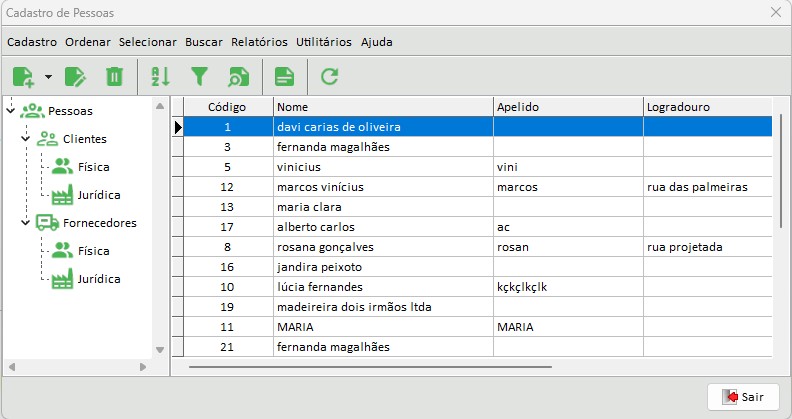 Cadastro de Pessoas
Cadastro Ordenar Selecionar Buscar Relatórios Utilitários Ajuda
Pessoas
Clientes
Física
Jurídica
Fornecedores
Física
Jurídica
Código Nome Apelido Logradouro
1 davi carias de oliveira
3 fernanda magalhães
5 vinicius vini
12 marcos vinícius marcos rua das palmeiras
13 maria clara
17 alberto carlos ac
8 rosana gonçalves rosan rua projetada
16 jandira peixoto
10 lúcia fernandes kçkçlkçlk
19 madeireira dois irmãos ltda
11 MARIA MARIA
21 fernanda magalhães
Sair